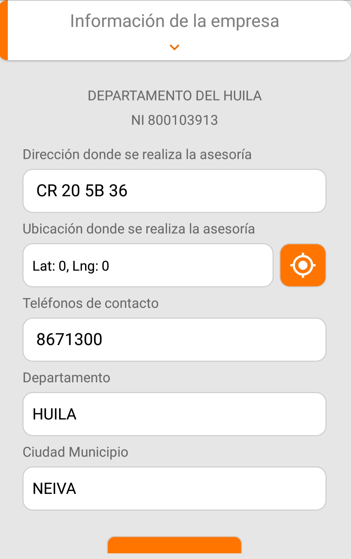 Información de la empresa
DEPARTAMENTO DEL HUILA
NI 800103913
Dirección donde se realiza la asesoría
CR 20 5B 36
Ubicación donde se realiza la asesoría
Lat: 0, Lng: 0
Teléfonos de contacto
8671300
Departamento
HUILA
Ciudad Municipio
NEIVA